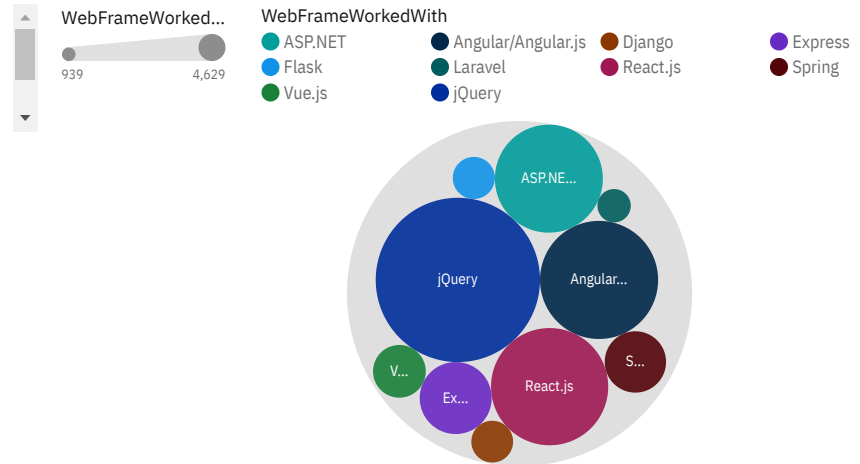 WebFrameWorked...
939 4,629
WebFrameWorkedWith
ASP.NET Angular/Angular.js Django Express
Flask Laravel React.js Spring
Vue.js jQuery
ASP.NE...
jQuery Angular...
S...
V... React.js
Ex...